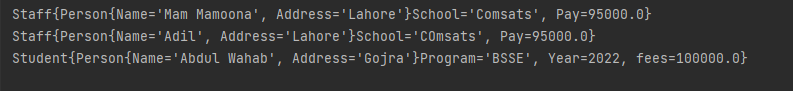 Staff{Person{Name='Mam Mamoona', Address='Lahore'}School='Comsats', Pay=95000.0}
Staff{Person{Name='Adil', Address='Lahore'}School='COmsats', Pay=95000.0}
Student{Person{Name='Abdul Wahab', Address='Gojra'}Program='BSSE', Year=2022, fees=100000.0}